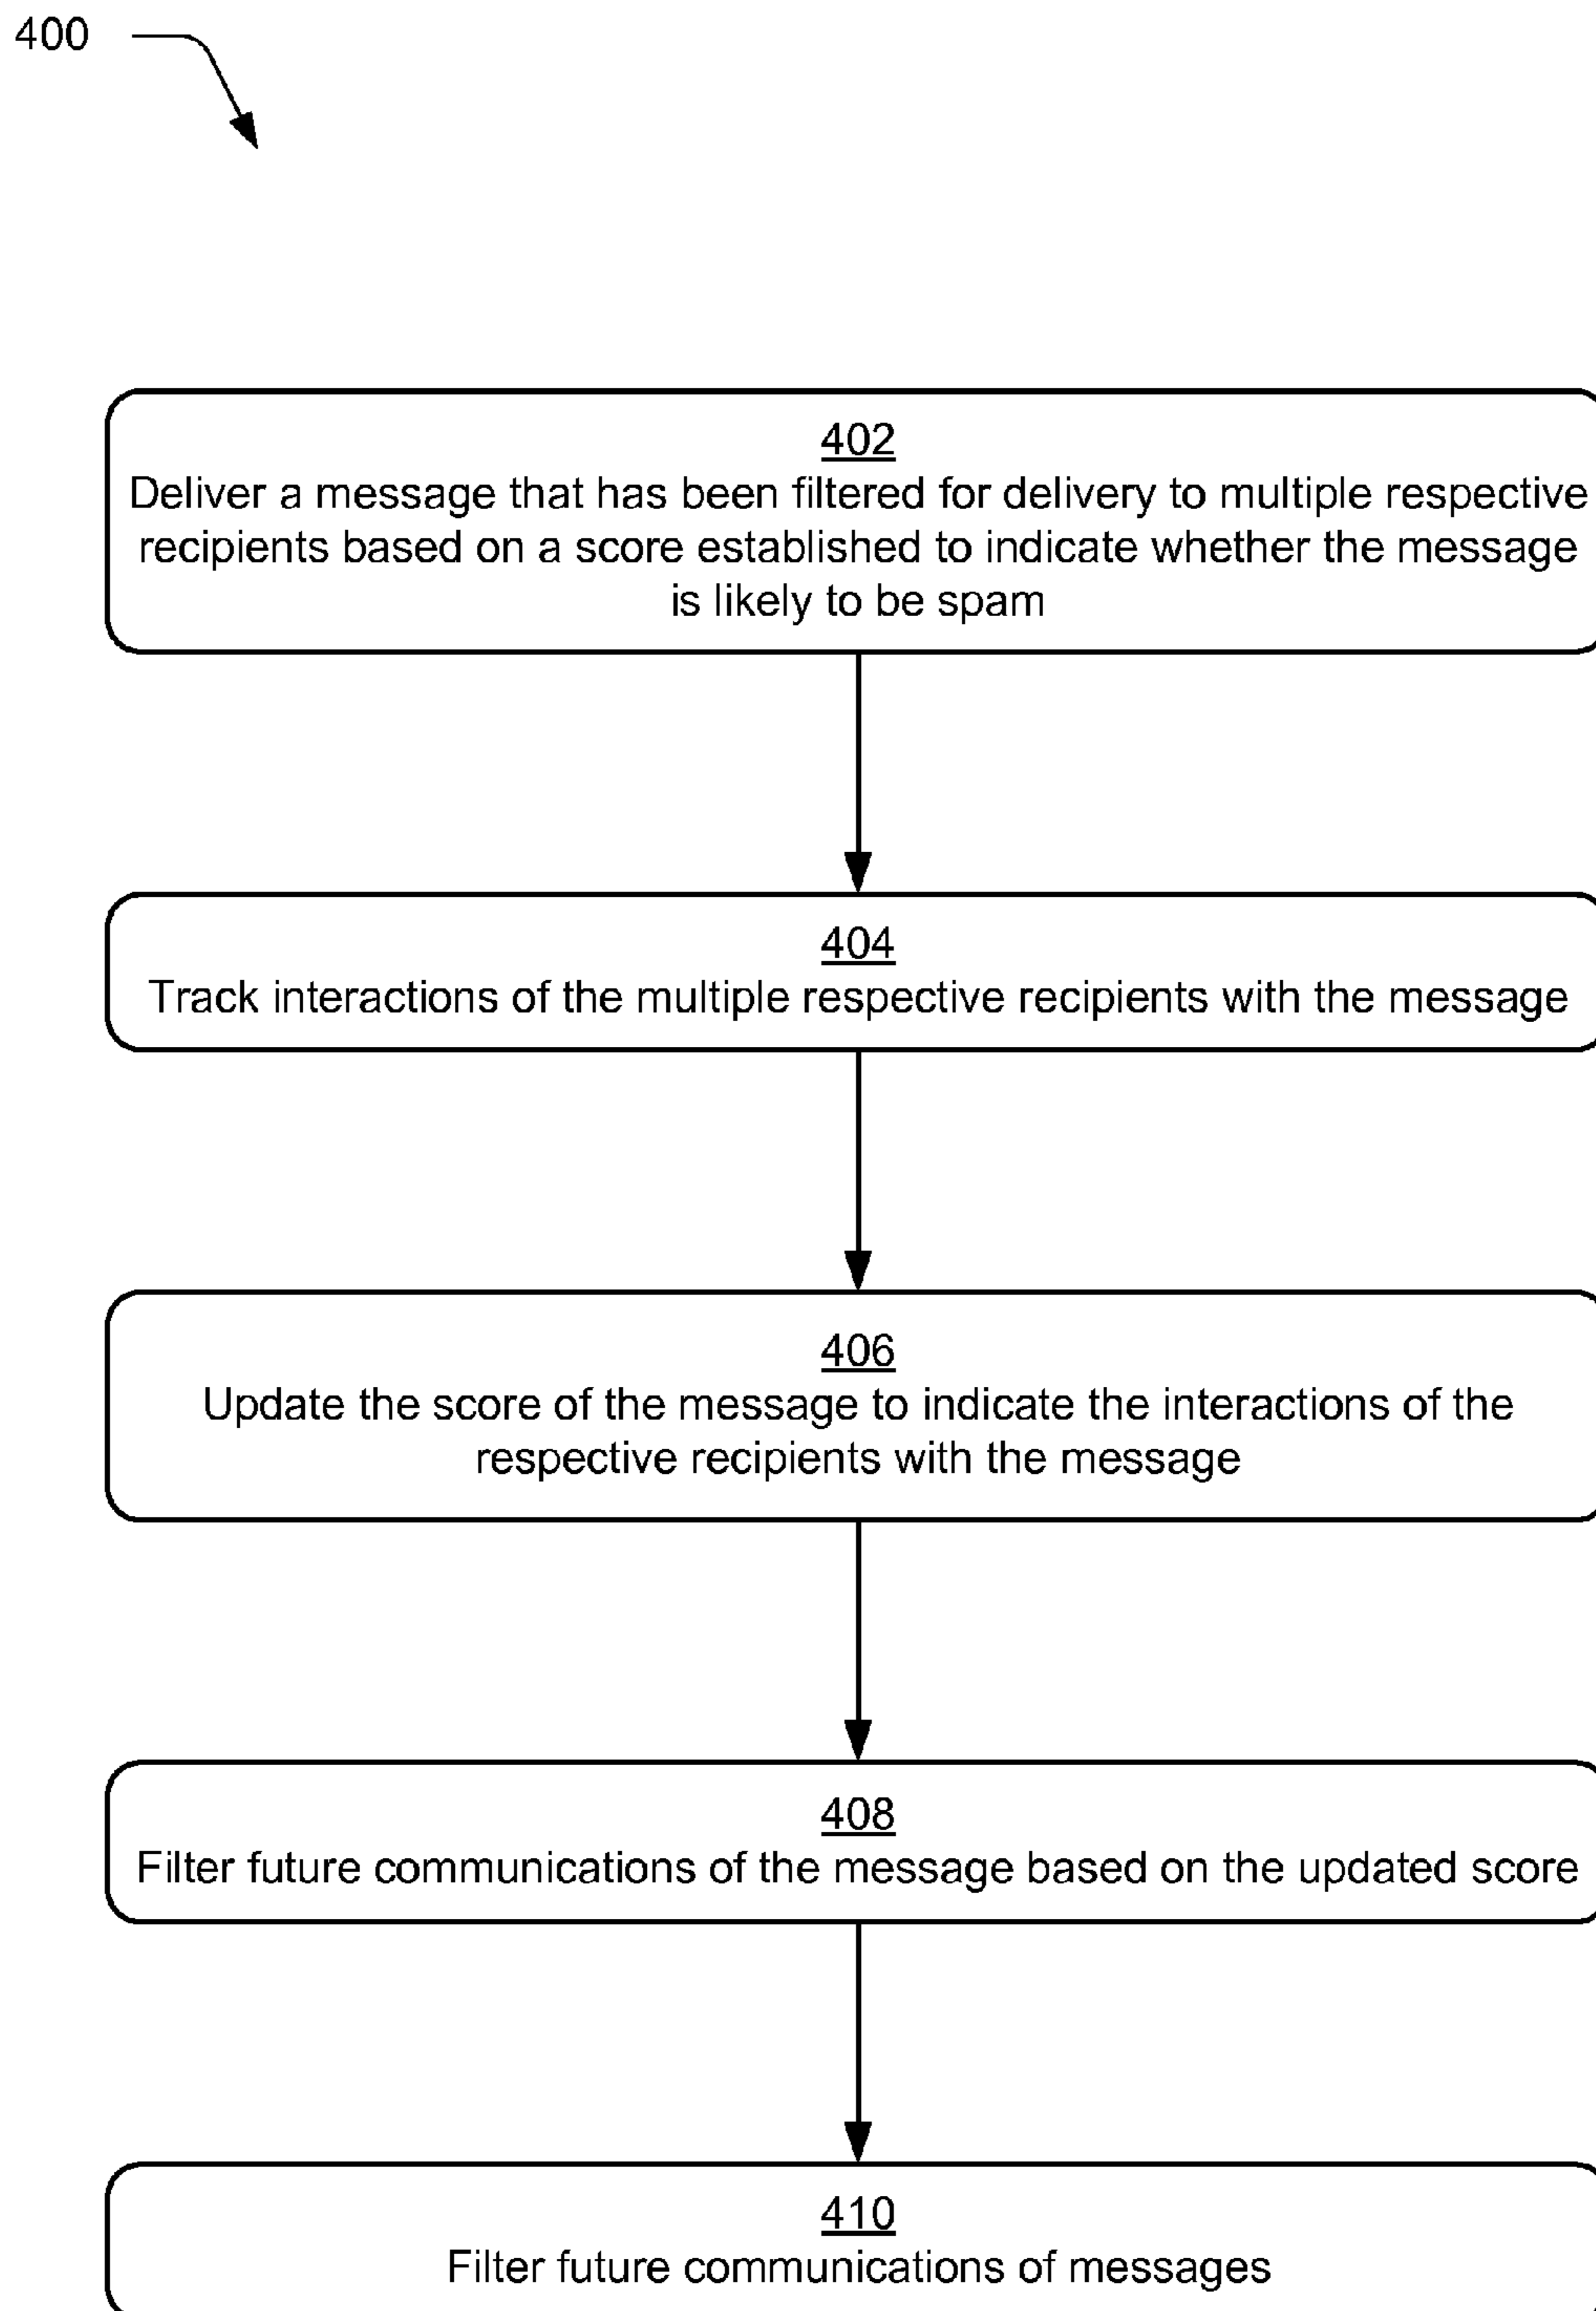 400
402
Deliver a message that has been filtered for delivery to multiple respective
recipients based on a score established to indicate whether the message
is likely to be spam
404
Track interactions of the multiple respective recipients with the message
406
Update the score of the message to indicate the interactions of the
respective recipients with the message
408
Filter future communications of the message based on the updated score
410
Filter future communications of messages